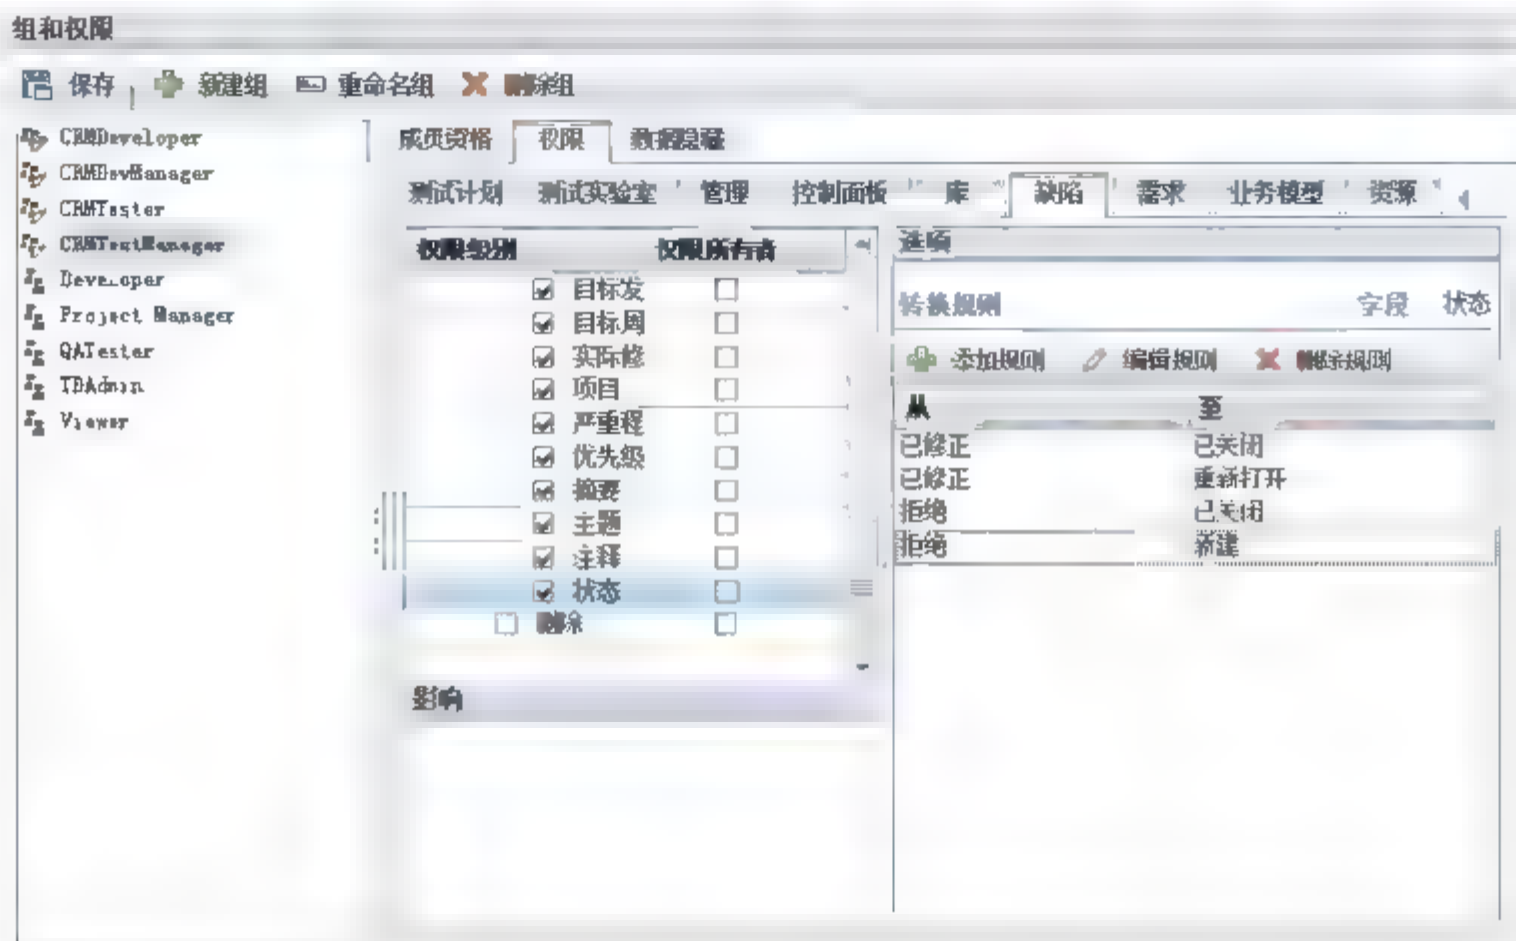 组和权限
保存 新建组 重命名组 删除组
CRMDeveloper
CRMDevManager
CRMTester
CRMTestManager
Developer
Project Manager
QATester
TDAdmin
Viewer
成员资格 权限 数据隐藏
测试计划 测试实验室 管理 控制面板 库 缺陷 需求 业务模型 资源
权限级别 权限所有者
目标发
目标周
实际修
项目
严重程
优先级
摘要
主题
注释
状态
删除
影响
选项
转换规则 字段 状态
添加规则 编辑规则 删除规则
从 至
已修正 已关闭
已修正 重新打开
拒绝 已关闭
拒绝 新建